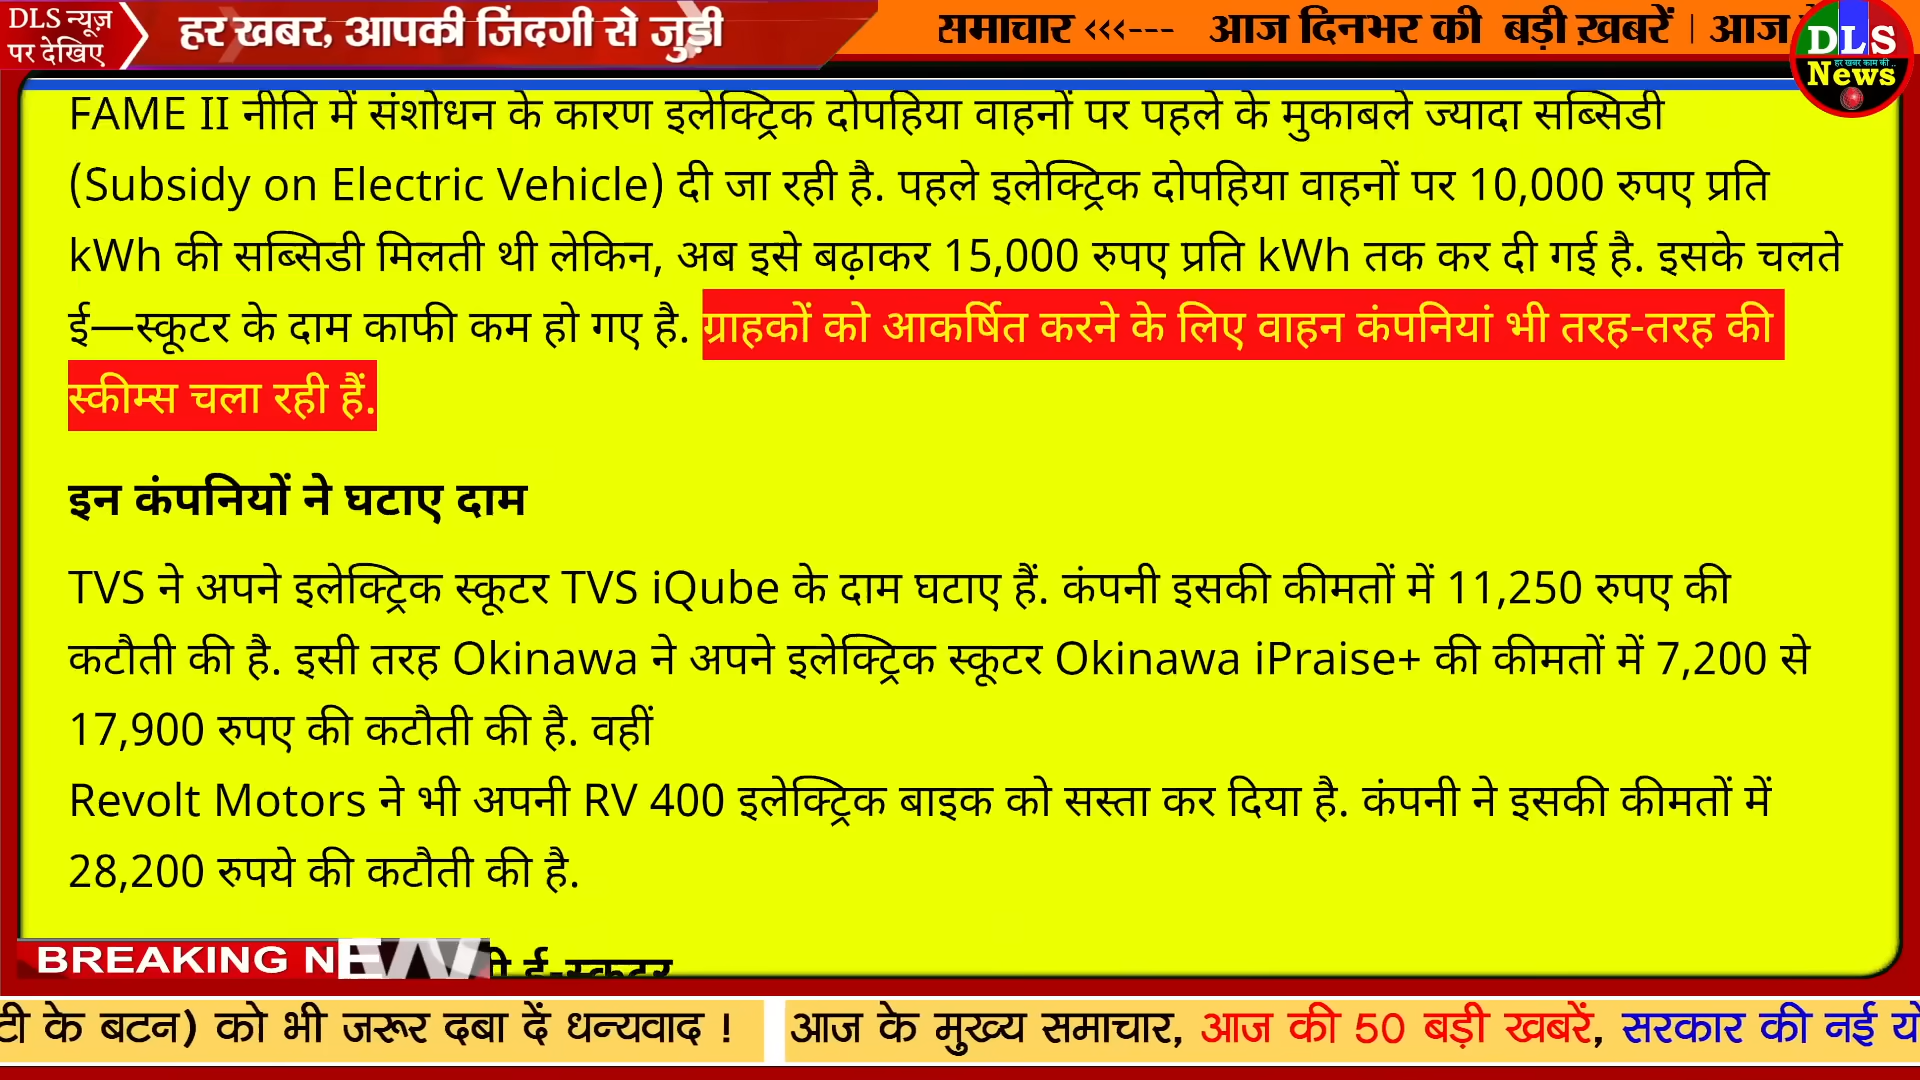 DLS न्यूज़
पर देखिए
हर खबर, आपकी जिंदगी से जुड़ी
समाचार <<<--- आज दिनभर की बड़ी ख़बरें | आज
DLS
हर खबर काम की ..
News
FAME II नीति में संशोधन के कारण इलेक्ट्रिक दोपहिया वाहनों पर पहले के मुकाबले ज्यादा सब्सिडी
(Subsidy on Electric Vehicle) दी जा रही है. पहले इलेक्ट्रिक दोपहिया वाहनों पर 10,000 रुपए प्रति
kWh की सब्सिडी मिलती थी लेकिन, अब इसे बढ़ाकर 15,000 रुपए प्रति kWh तक कर दी गई है. इसके चलते
ई—स्कूटर के दाम काफी कम हो गए है. ग्राहकों को आकर्षित करने के लिए वाहन कंपनियां भी तरह-तरह की
स्कीम्स चला रही हैं.
इन कंपनियों ने घटाए दाम
TVS ने अपने इलेक्ट्रिक स्कूटर TVS iQube के दाम घटाए हैं. कंपनी इसकी कीमतों में 11,250 रुपए की
कटौती की है. इसी तरह Okinawa ने अपने इलेक्ट्रिक स्कूटर Okinawa iPraise+ की कीमतों में 7,200 से
17,900 रुपए की कटौती की है. वहीं
Revolt Motors ने भी अपनी RV 400 इलेक्ट्रिक बाइक को सस्ता कर दिया है. कंपनी ने इसकी कीमतों में
28,200 रुपये की कटौती की है.
BREAKING NEW
ई-स्कूटर
टी के बटन) को भी जरूर दबा दें धन्यवाद ! आज के मुख्य समाचार, आज की 50 बड़ी खबरें, सरकार की नई